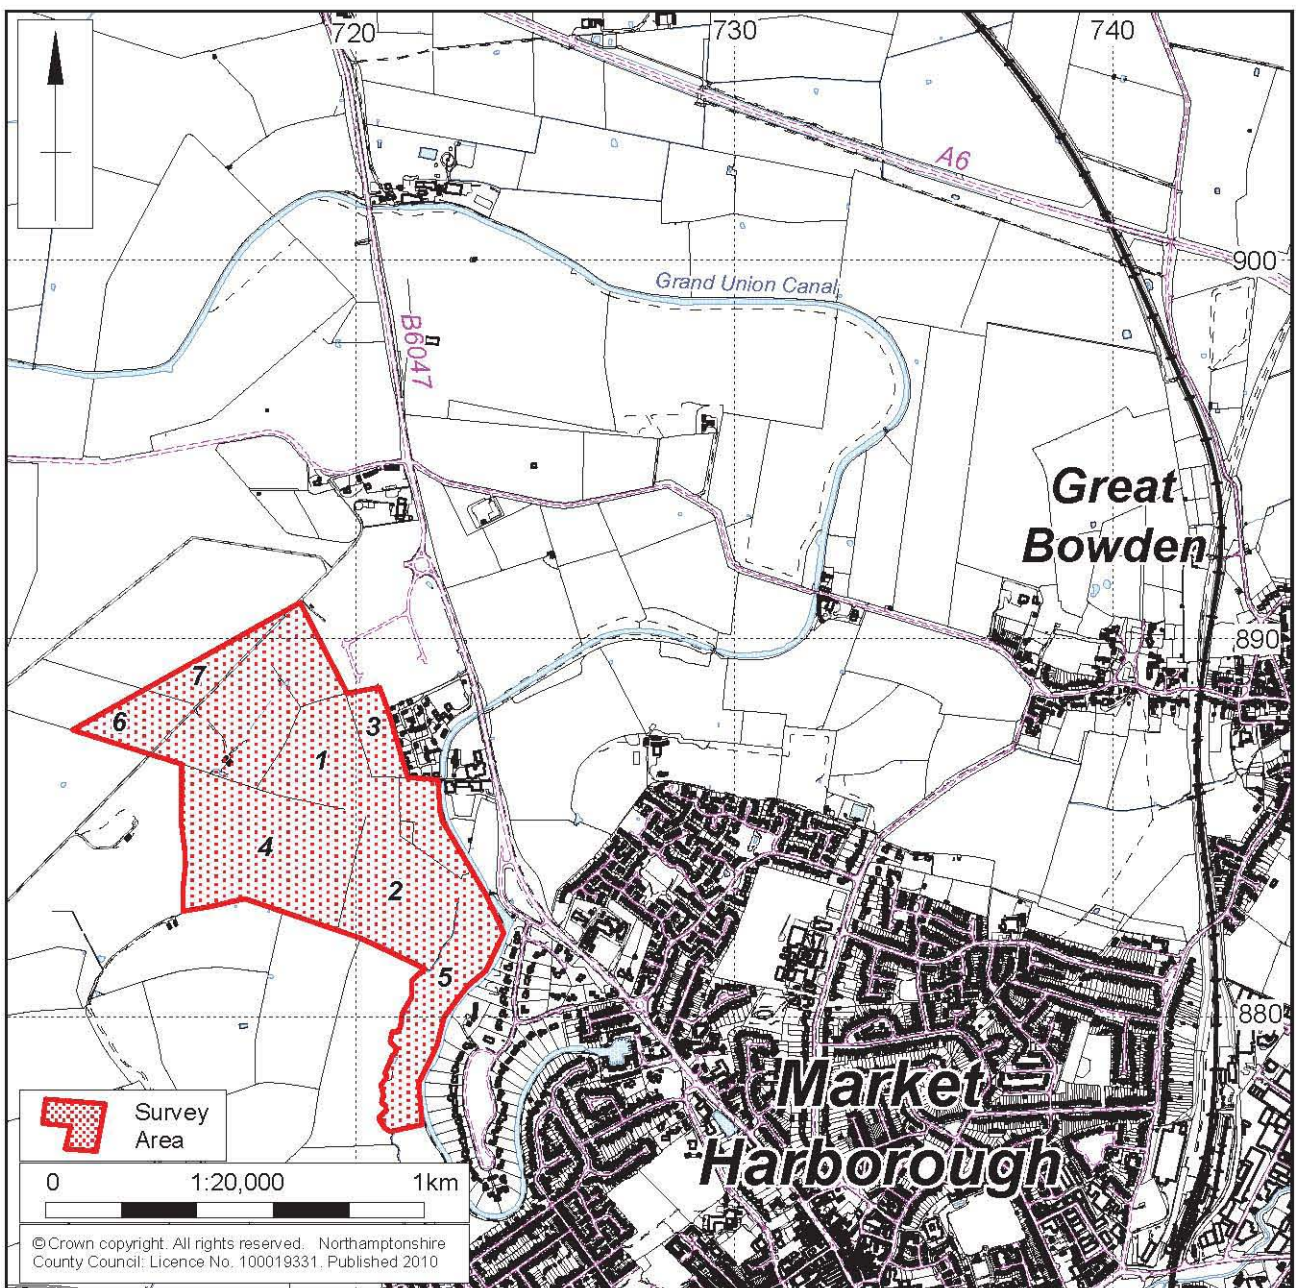 720
730
740
A6
900
Grand Union Canal
B6047
Great
Bowden
890
7
6
3
1
4
2
5
880
Market
Harborough
Survey
Area
0 1:20,000 1km
© Crown copyright. All rights reserved. Northamptonshire
County Council: Licence No. 100019331. Published 2010